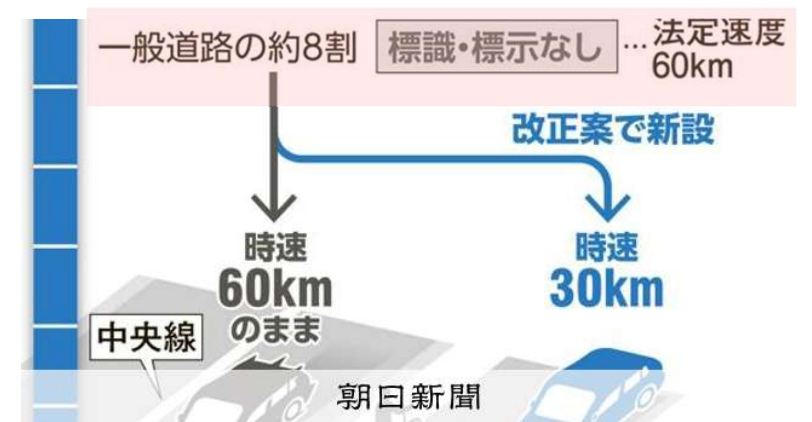 一般道路の約8割 標識・標示なし…法定速度
60km
改正案で新設
時速
60km
のまま
時速
30km
中央線
朝日新聞